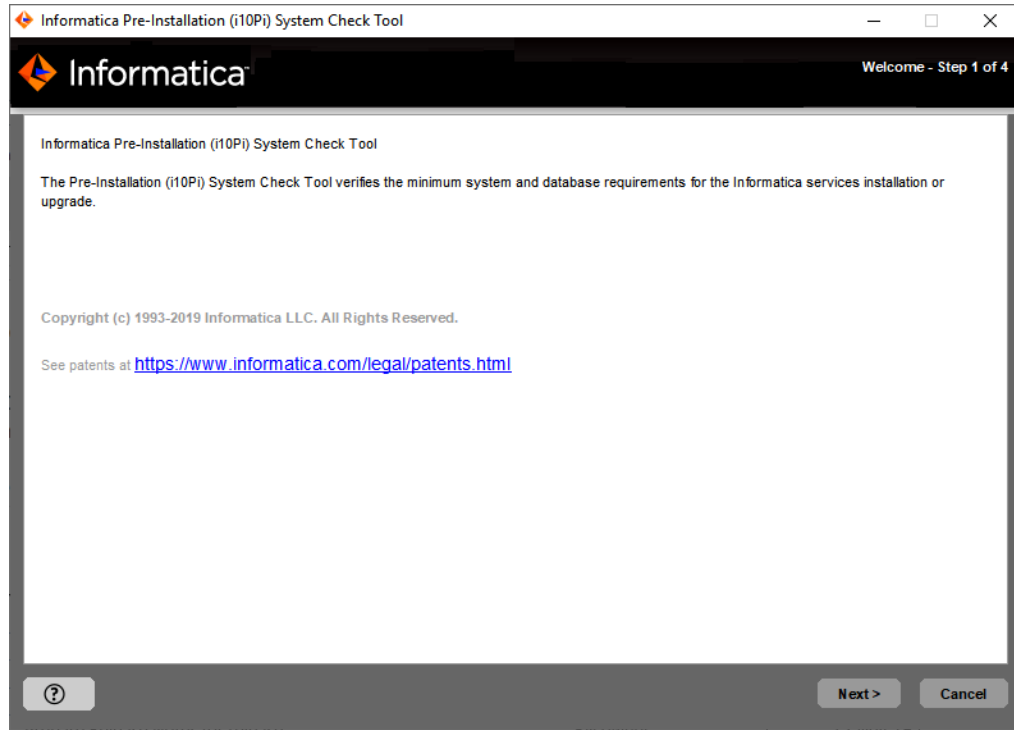 Informatica Pre-Installation (i10Pi) System Check Tool
Informatica
Welcome - Step 1 of 4
Informatica Pre-Installation (i10Pi) System Check Tool
The Pre-Installation (i10Pi) System Check Tool verifies the minimum system and database requirements for the Informatica services installation or
upgrade.
Copyright (c) 1993-2019 Informatica LLC. All Rights Reserved.
See patents at https://www.informatica.com/legal/patents.html
?
Next >
Cancel